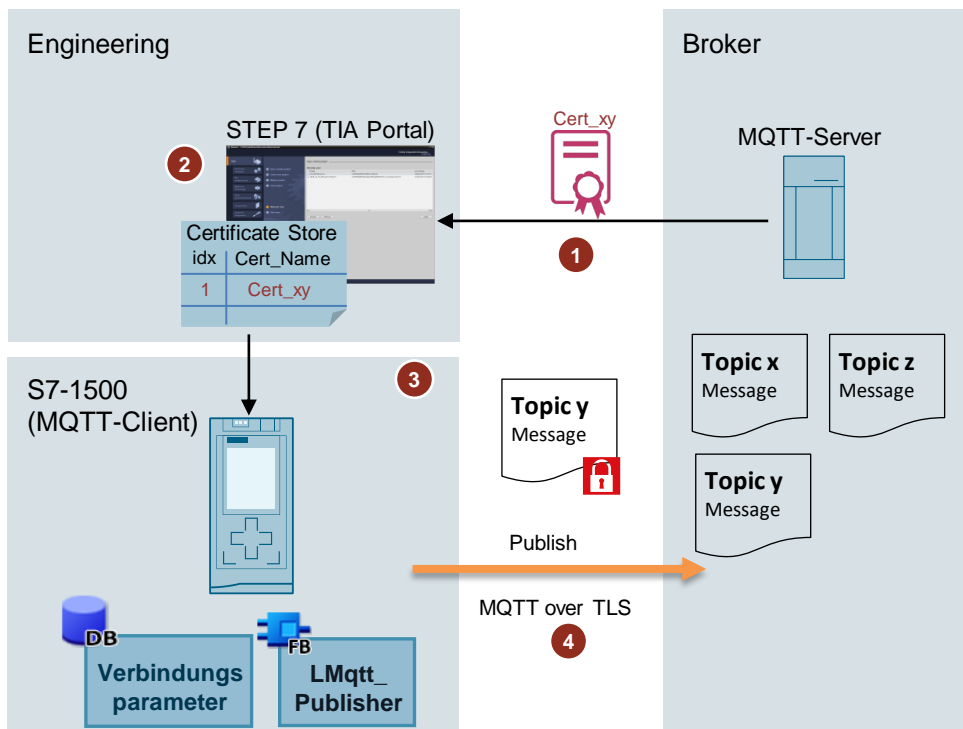 Engineering
STEP 7 (TIA Portal)
2
Certificate Store
idx Cert_Name
1 Cert_xy
Cert_xy
1
Broker
MQTT-Server
S7-1500
(MQTT-Client)
3
Topic y
Message
Topic x
Message
Topic z
Message
Topic y
Message
Publish
MQTT over TLS
4
DB
Verbindungs
parameter
FB
LMqtt_
Publisher